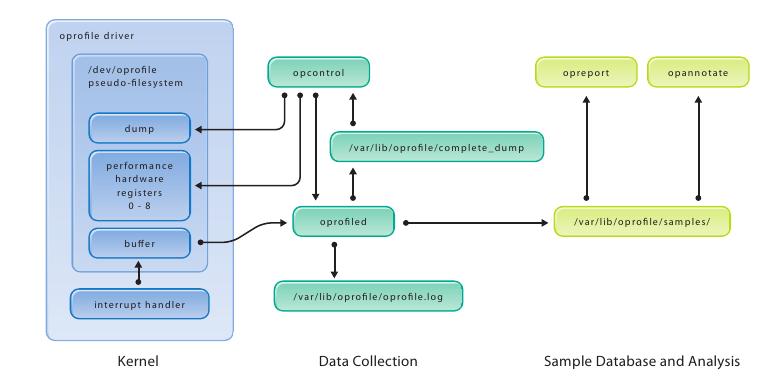 oprofile driver
/dev/oprofile
pseudo-filesystem
dump
performance
hardware
registers
0 - 8
buffer
interrupt handler
Kernel
opcontrol
/var/lib/oprofile/complete_dump
oprofiled
/var/lib/oprofile/oprofile.log
Data Collection
opreport
opannotate
/var/lib/oprofile/samples/
Sample Database and Analysis